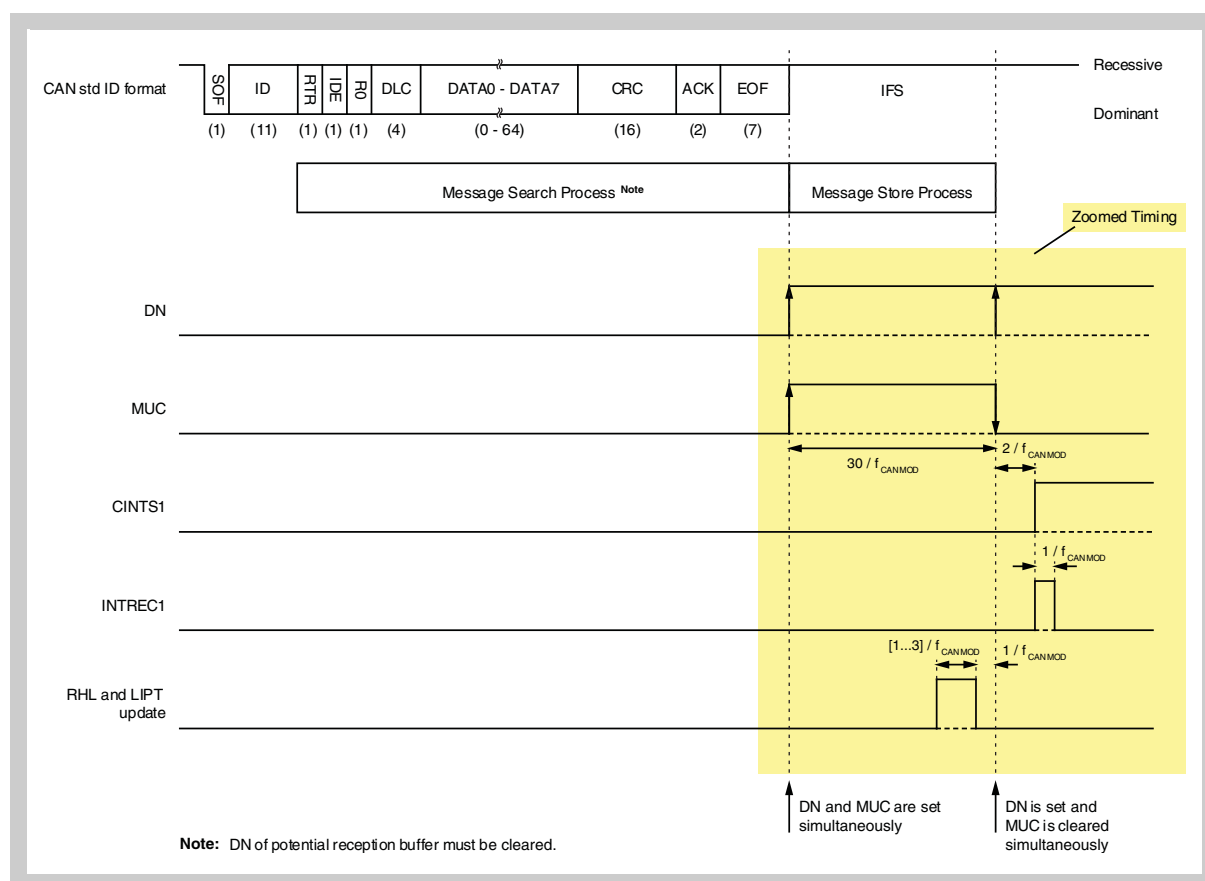 Recessive
CAN std ID format
SOF
ID
RTR
IDE
R0
DLC
DATA0 - DATA7
CRC
ACK
EOF
IFS
Dominant
(1)
(11)
(1)
(1)
(1)
(4)
(0 - 64)
(16)
(2)
(7)
Message Search Process Note
Message Store Process
Zoomed Timing
DN
MUC
30 / fCANMOD
2 / fCANMOD
CINTS1
1 / fCANMOD
INTREC1
[1...3] / fCANMOD
1 / fCANMOD
RHL and LIPT
update
DN and MUC are set
simultaneously
DN is set and
MUC is cleared
simultaneously
Note: DN of potential reception buffer must be cleared.